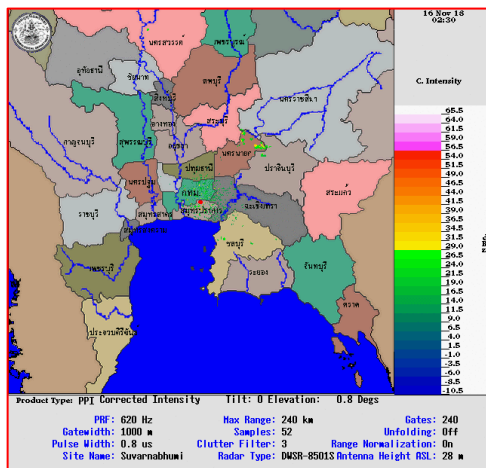 16 Nov 18
02:30
C. Intensity
นครสวรรค์
เพชรบูรณ์
อุทัยธานี
ชัยนาท
ลพบุรี
สิงห์บุรี
นครราชสีมา
สระบุรี
อ่างทอง
กาญจนบุรี
สุพรรณบุรี
อยุธยา
นครนายก
ปราจีนบุรี
ปทุมธานี
นครปฐม
ก.ท.ม.
สระแก้ว
ฉะเชิงเทรา
ราชบุรี
สมุทรสาคร
สมุทรปราการ
ชลบุรี
เพชรบุรี
ระยอง
จันทบุรี
ตราด
ประจวบคีรีขันธ์
65.5
64.0
61.5
59.0
56.5
54.0
51.5
49.0
46.5
44.0
41.5
39.0
36.5
34.0
31.5
29.0
26.5
24.0
21.5
19.0
16.5
14.0
11.5
9.0
6.5
4.0
1.5
-1.0
-3.5
-6.0
-8.5
-10.5
Product Type: PPI Corrected Intensity Tilt: 0 Elevation: 0.8 Degs
PRF: 620 Hz Max Range: 240 km Gates: 240
Gatewidth: 1000 m Samples: 52 Unfolding: Off
Pulse Width: 0.8 us Clutter Filter: 3 Range Normalization: On
Site Name: Suvarnabhumi Radar Type: DWSR-8501S Antenna Height ASL: 28 m